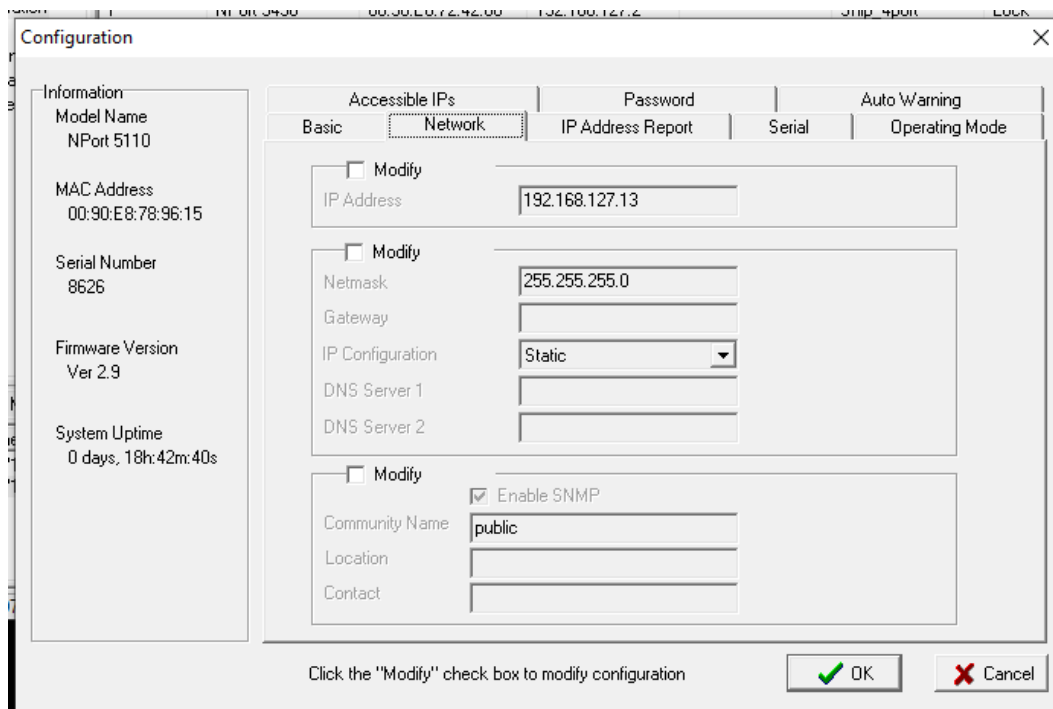 Configuration
Information
Model Name
NPort 5110
MAC Address
00:90:E8:78:96:15
Serial Number
8626
Firmware Version
Ver 2.9
System Uptime
0 days, 18h:42m:40s
Accessible IPs
Password
Auto Warning
Basic
Network
IP Address Report
Serial
Operating Mode
Modify
IP Address
192.168.127.13
Modify
Netmask
255.255.255.0
Gateway
IP Configuration
Static
DNS Server 1
DNS Server 2
Modify
Enable SNMP
Community Name
public
Location
Contact
Click the "Modify" check box to modify configuration
OK
Cancel